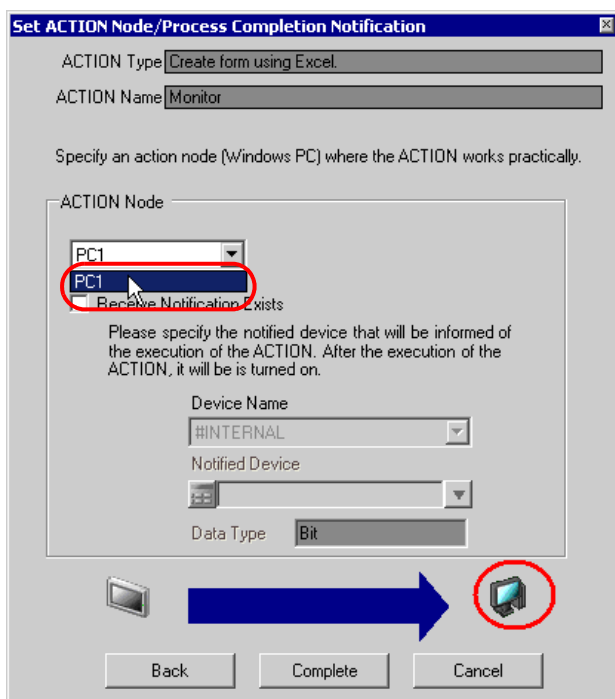 Set ACTION Node/Process Completion Notification
ACTION Type Create form using Excel.
ACTION Name Monitor
Specify an action node (Windows PC) where the ACTION works practically.
ACTION Node
PC1
PC1
Receive Notification Exists
Please specify the notified device that will be informed of
the execution of the ACTION. After the execution of the
ACTION, it will be is turned on.
Device Name
#INTERNAL
Notified Device
Data Type Bit
Back Complete Cancel